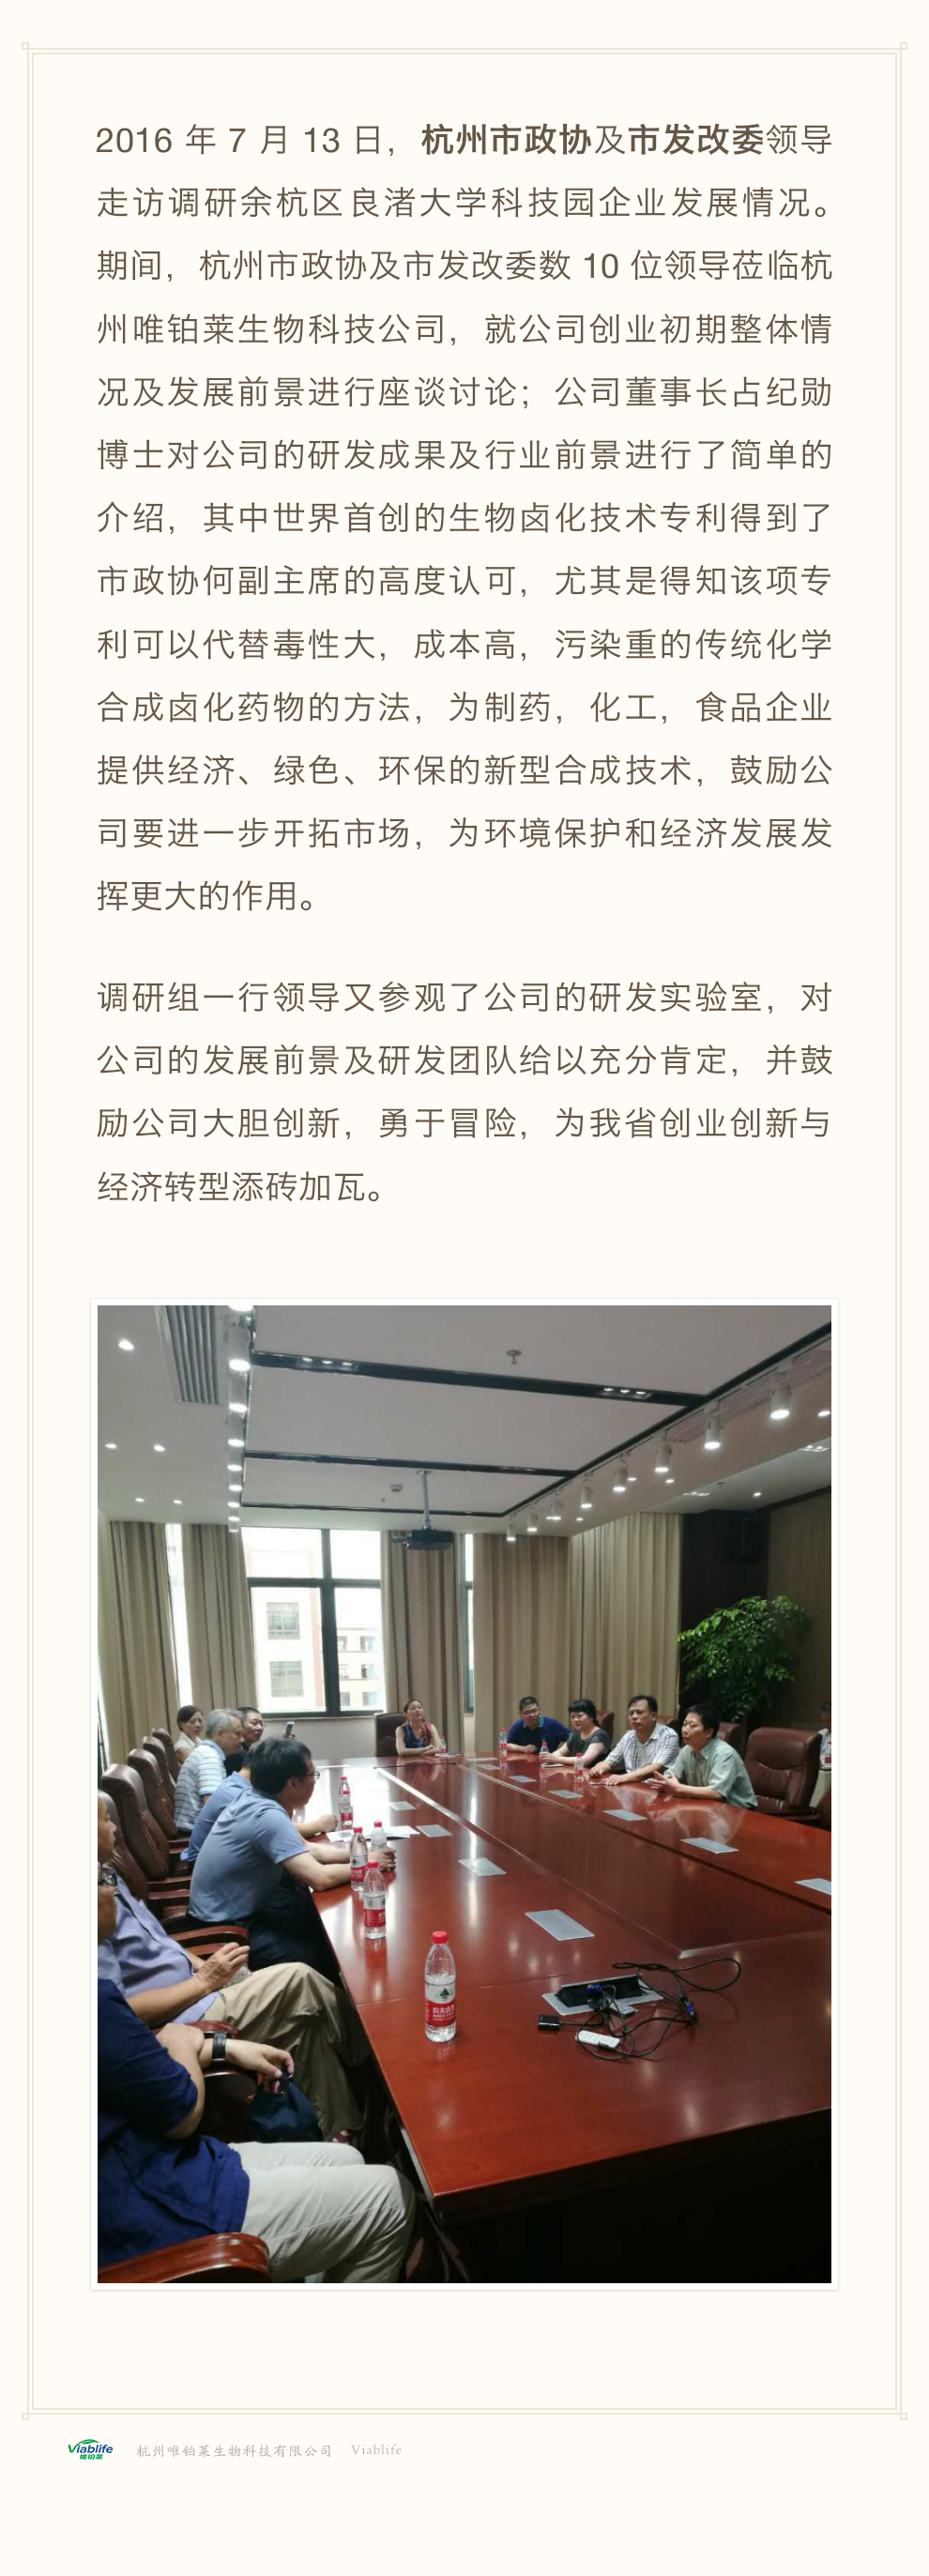 2016 年 7 月 13 日，杭州市政协及市发改委领导
走访调研余杭区良渚大学科技园企业发展情况。
期间，杭州市政协及市发改委数 10 位领导莅临杭
州唯铂莱生物科技公司，就公司创业初期整体情
况及发展前景进行座谈讨论；公司董事长占纪勋
博士对公司的研发成果及行业前景进行了简单的
介绍，其中世界首创的生物卤化技术专利得到了
市政协何副主席的高度认可，尤其是得知该项专
利可以代替毒性大，成本高，污染重的传统化学
合成卤化药物的方法，为制药，化工，食品企业
提供经济、绿色、环保的新型合成技术，鼓励公
司要进一步开拓市场，为环境保护和经济发展发
挥更大的作用。
调研组一行领导又参观了公司的研发实验室，对
公司的发展前景及研发团队给以充分肯定，并鼓
励公司大胆创新，勇于冒险，为我省创业创新与
经济转型添砖加瓦。
Viablife
唯铂莱
杭州唯铂莱生物科技有限公司 Viablife